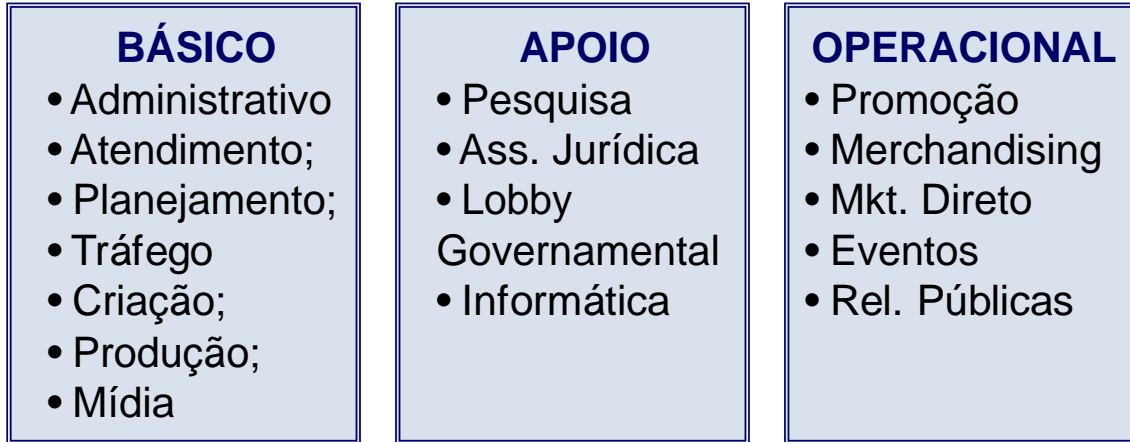 BÁSICO
• Administrativo
• Atendimento;
• Planejamento;
• Tráfego
• Criação;
• Produção;
• Mídia
APOIO
• Pesquisa
• Ass. Jurídica
• Lobby
Governamental
• Informática
OPERACIONAL
• Promoção
• Merchandising
• Mkt. Direto
• Eventos
• Rel. Públicas